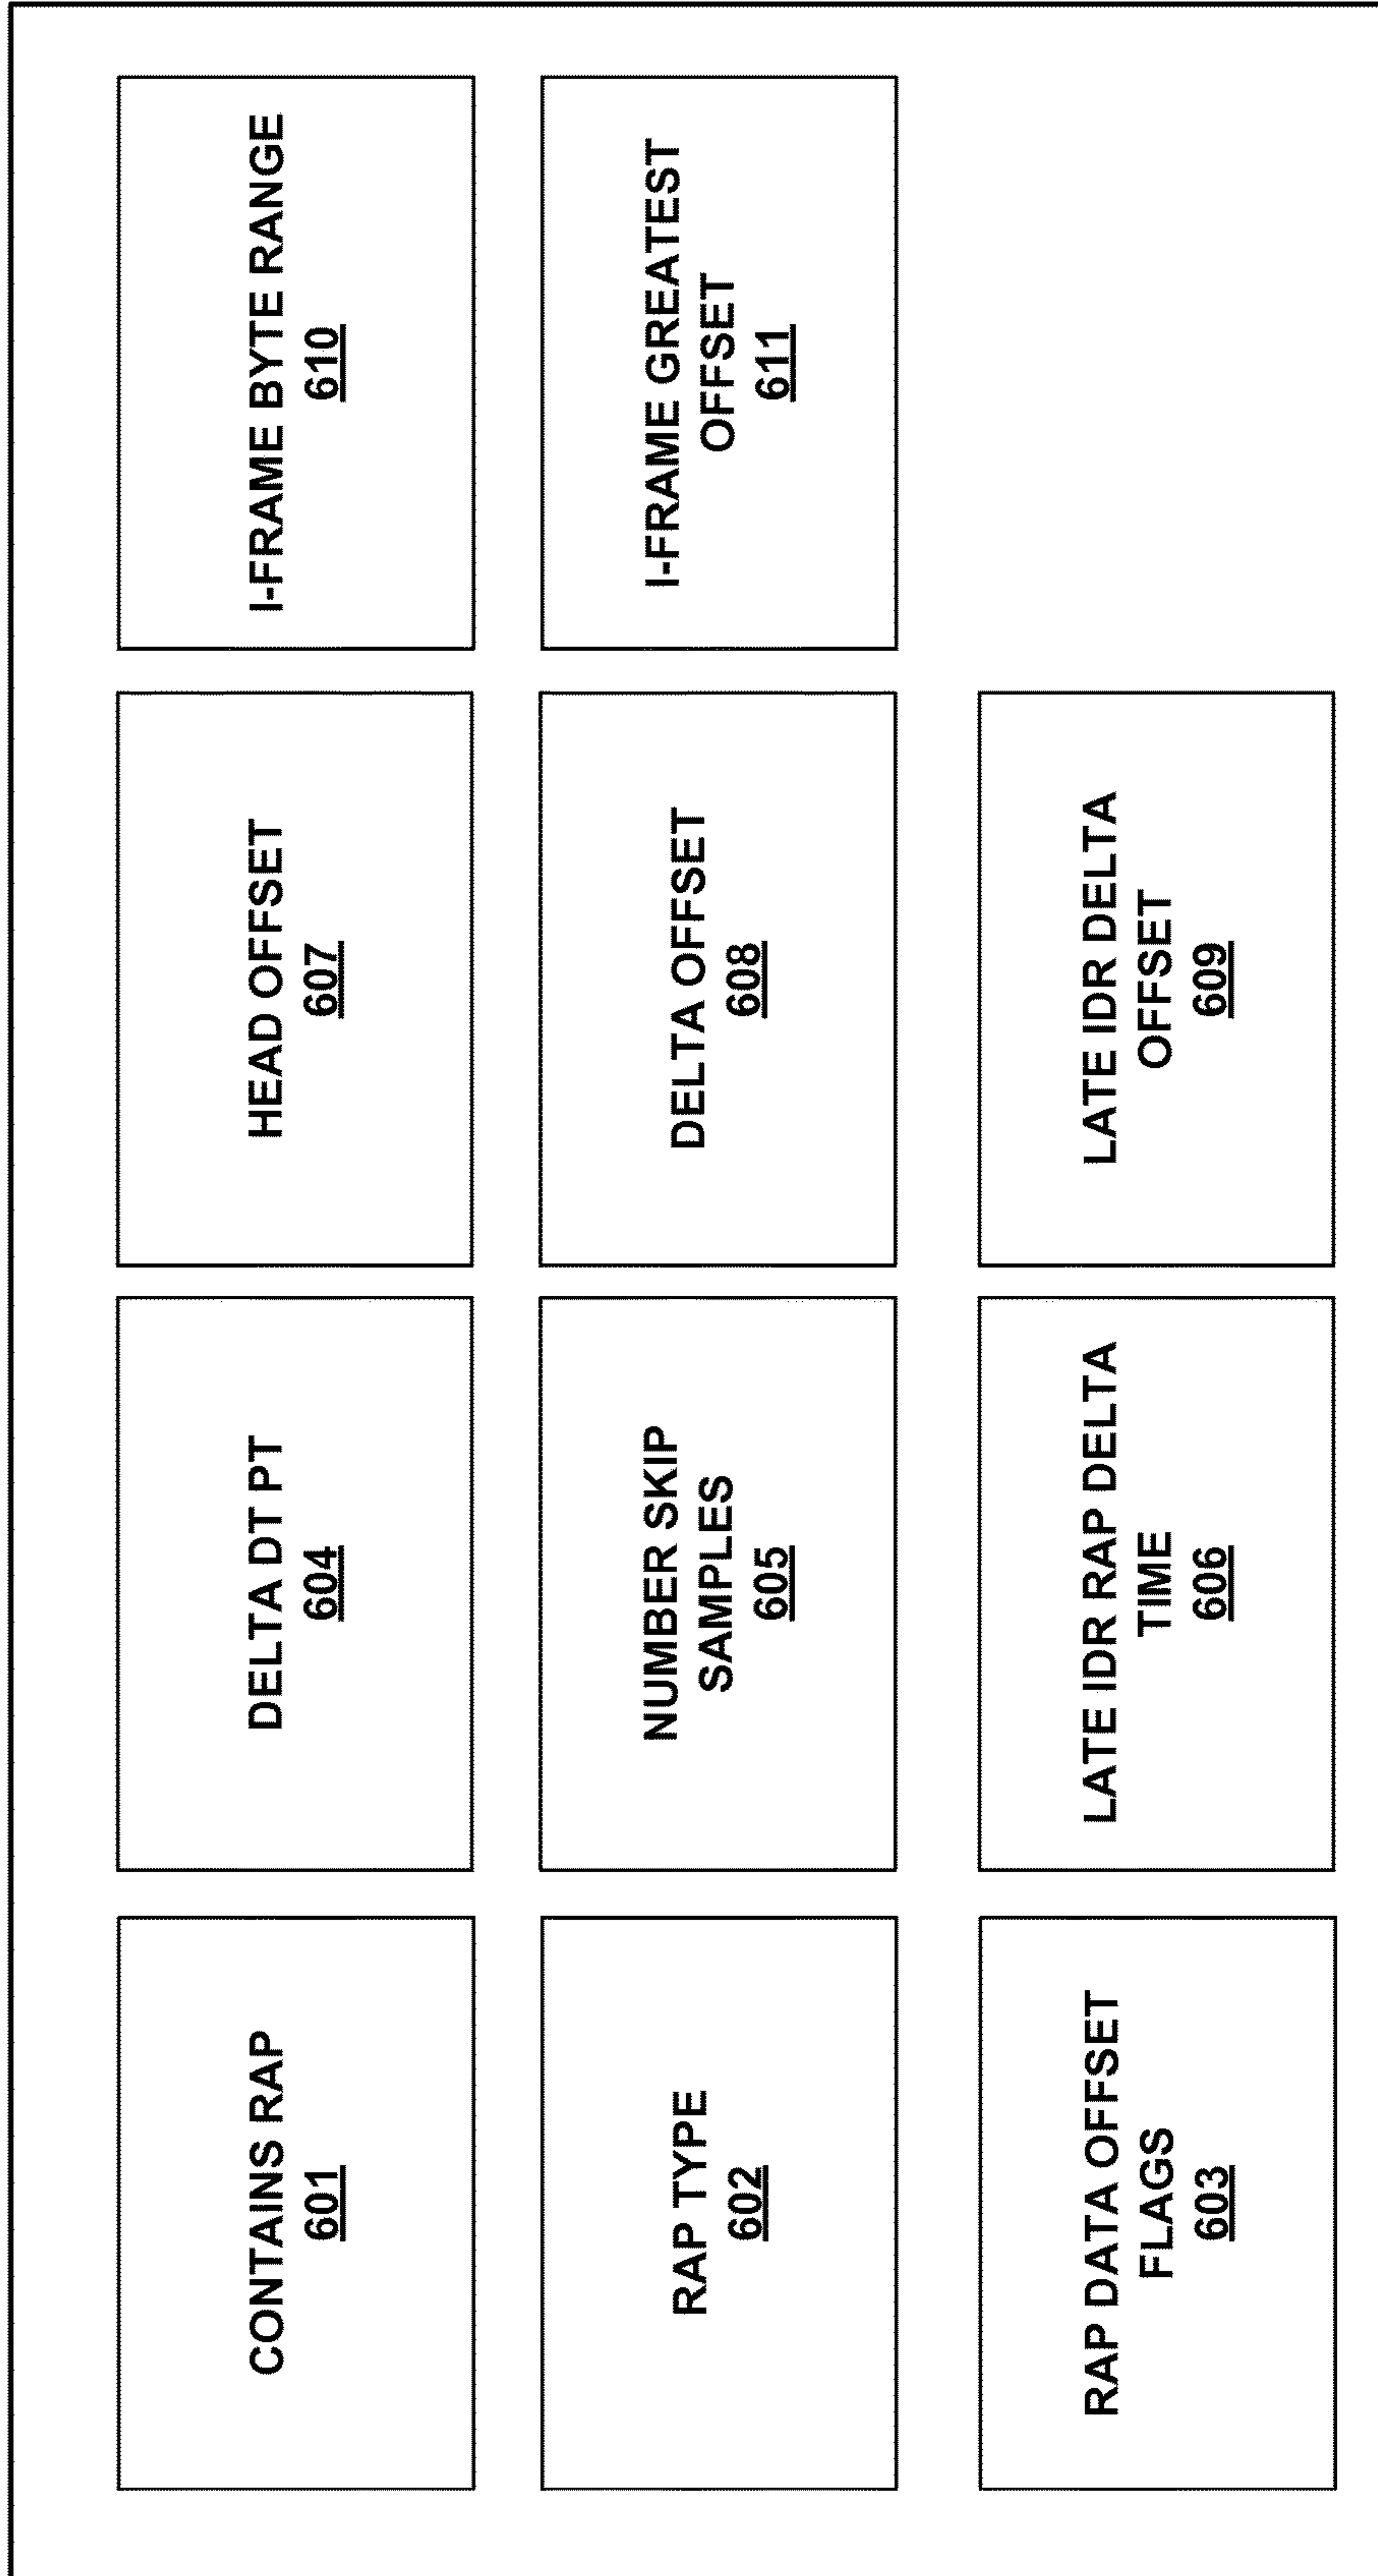 CONTAINS RAP
601
DELTA DT PT
604
HEAD OFFSET
607
I-FRAME BYTE RANGE
610
RAP TYPE
602
NUMBER SKIP
SAMPLES
605
DELTA OFFSET
608
I-FRAME GREATEST
OFFSET
611
RAP DATA OFFSET
FLAGS
603
LATE IDR RAP DELTA
TIME
606
LATE IDR DELTA
OFFSET
609